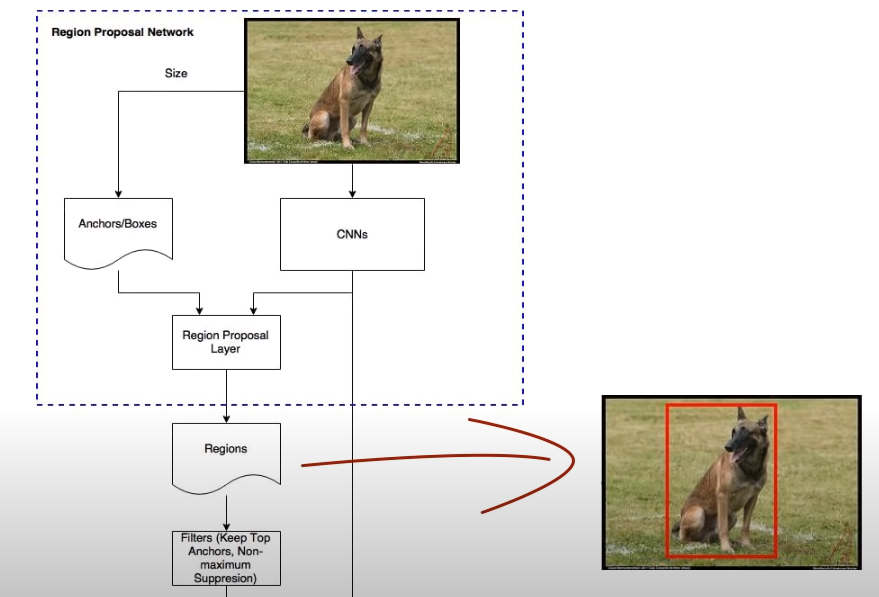 Region Proposal Network
Size
Anchors/Boxes
CNNs
Region Proposal
Layer
Regions
Filters (Keep Top
Anchors, Non-
maximum
Suppresion)